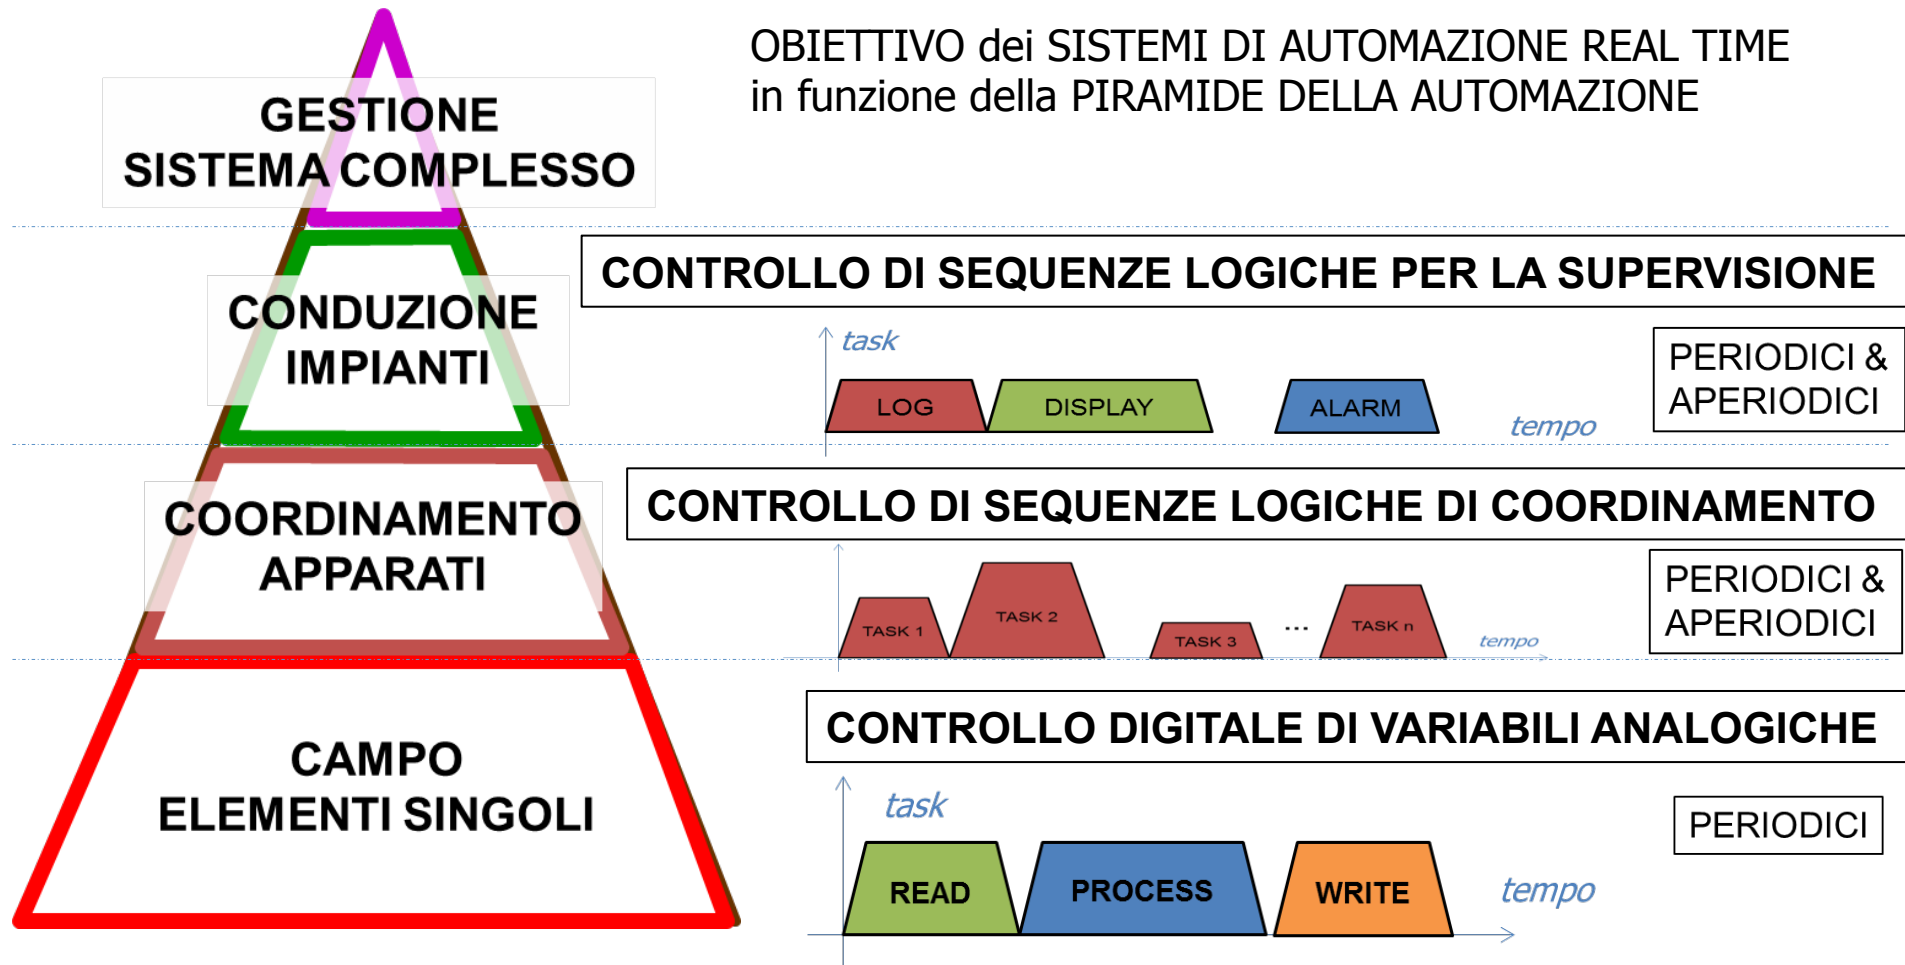 OBIETTIVO dei SISTEMI DI AUTOMAZIONE REAL TIME
in funzione della PIRAMIDE DELLA AUTOMAZIONE
GESTIONE
SISTEMA COMPLESSO
CONTROLLO DI SEQUENZE LOGICHE PER LA SUPERVISIONE
CONDUZIONE
IMPIANTI
task
LOG
DISPLAY
ALARM
tempo
PERIODICI &
APERIODICI
CONTROLLO DI SEQUENZE LOGICHE DI COORDINAMENTO
COORDINAMENTO
APPARATI
TASK 1
TASK 2
TASK 3
...
TASK n
tempo
PERIODICI &
APERIODICI
CONTROLLO DIGITALE DI VARIABILI ANALOGICHE
CAMPO
ELEMENTI SINGOLI
task
READ
PROCESS
WRITE
tempo
PERIODICI